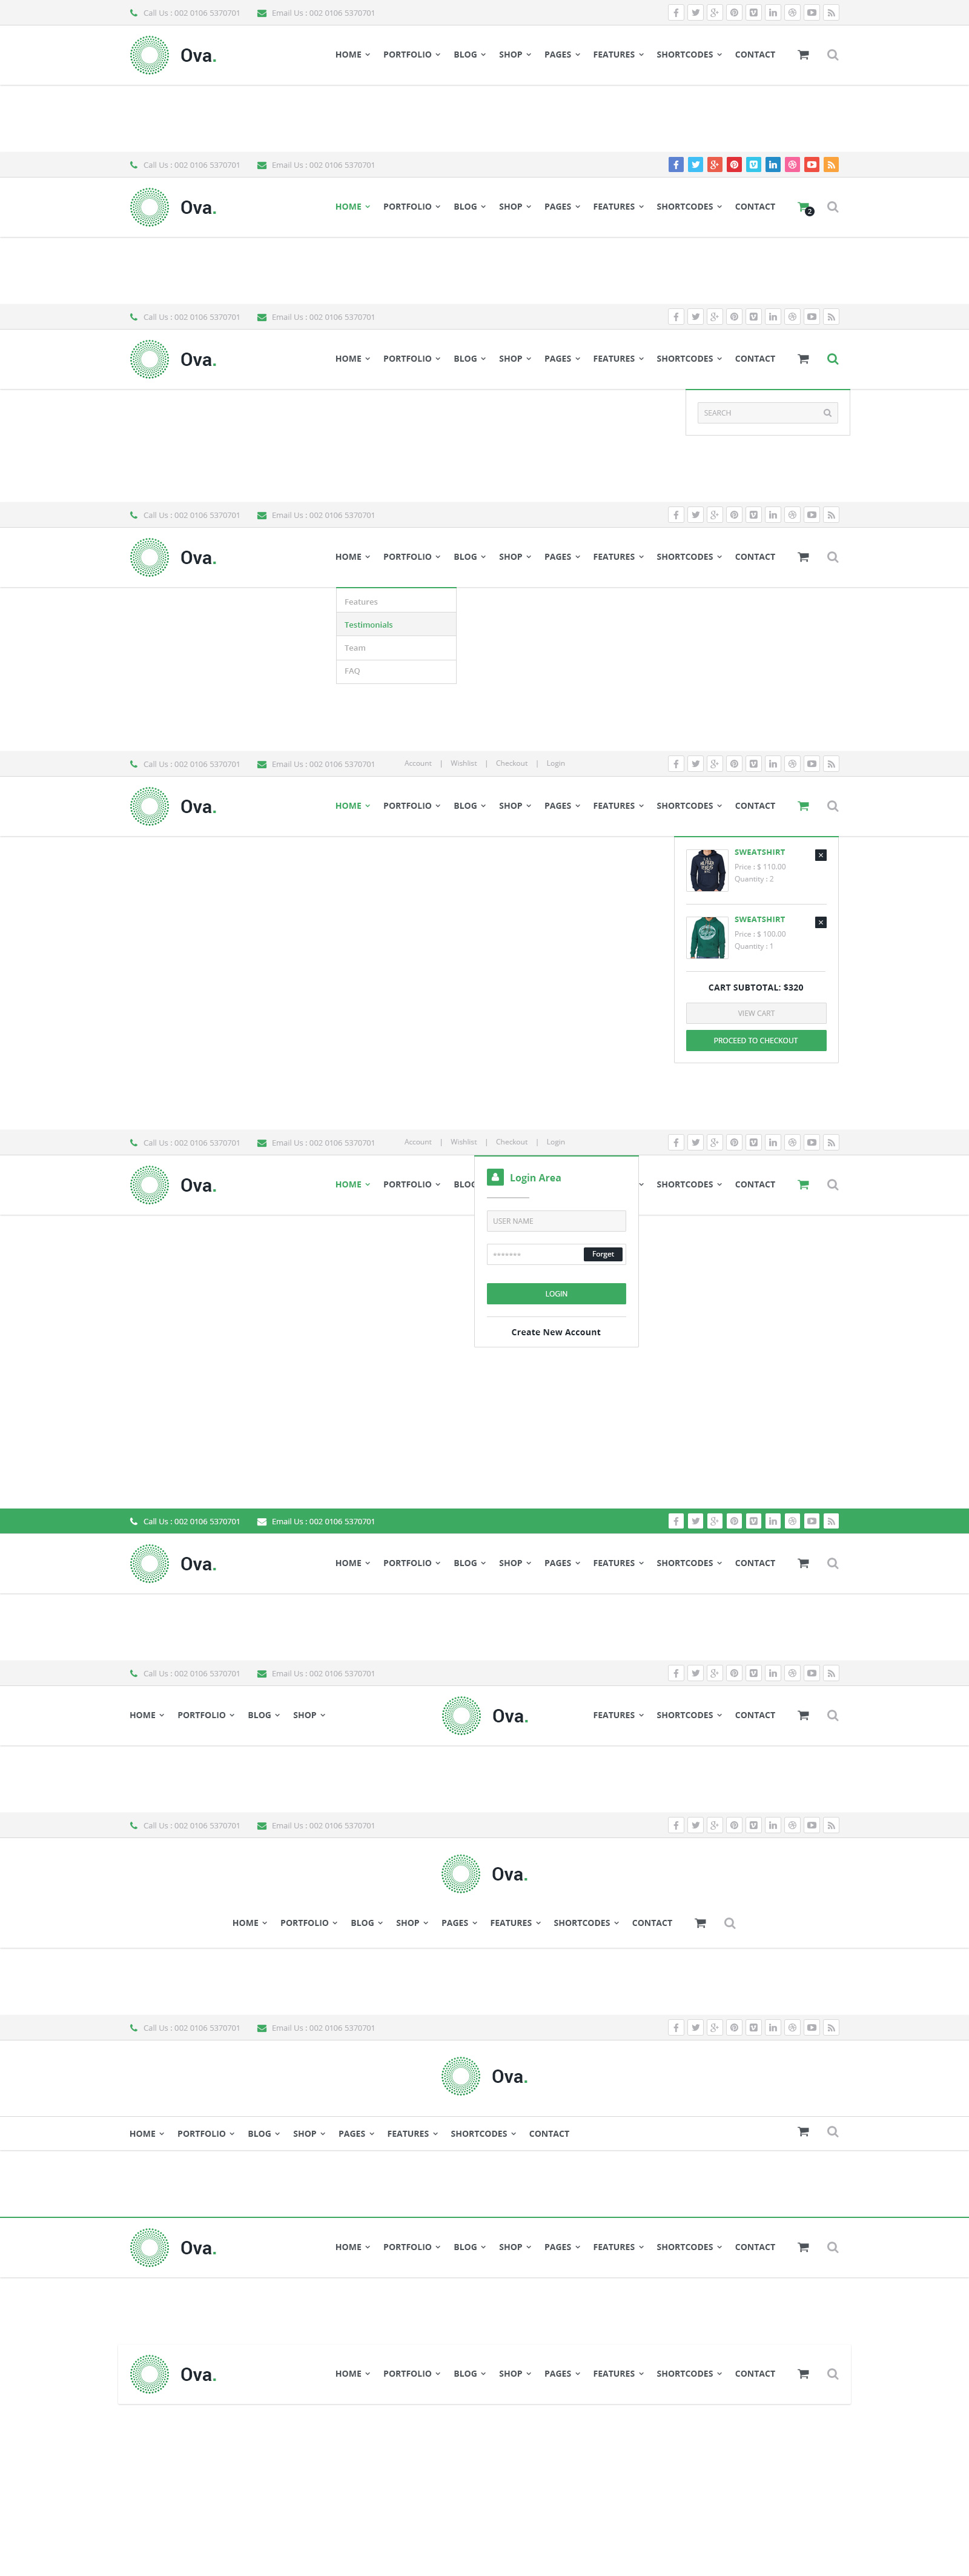 Call Us : 002 0106 5370701 Email Us : 002 0106 5370701
Ova. HOME PORTFOLIO BLOG SHOP PAGES FEATURES SHORTCODES CONTACT
Call Us : 002 0106 5370701 Email Us : 002 0106 5370701
Ova. HOME PORTFOLIO BLOG SHOP PAGES FEATURES SHORTCODES CONTACT 2
Call Us : 002 0106 5370701 Email Us : 002 0106 5370701
Ova. HOME PORTFOLIO BLOG SHOP PAGES FEATURES SHORTCODES CONTACT
SEARCH
Call Us : 002 0106 5370701 Email Us : 002 0106 5370701
Ova. HOME PORTFOLIO BLOG SHOP PAGES FEATURES SHORTCODES CONTACT
Features
Testimonials
Team
FAQ
Call Us : 002 0106 5370701 Email Us : 002 0106 5370701 Account | Wishlist | Checkout | Login
Ova. HOME PORTFOLIO BLOG SHOP PAGES FEATURES SHORTCODES CONTACT
SWEATSHIRT
Price : $ 110.00
Quantity : 2
SWEATSHIRT
Price : $ 100.00
Quantity : 1
CART SUBTOTAL: $320
VIEW CART
PROCEED TO CHECKOUT
Call Us : 002 0106 5370701 Email Us : 002 0106 5370701 Account | Wishlist | Checkout | Login
Ova. HOME PORTFOLIO BLOG SHORTCODES CONTACT
Login Area
USER NAME
Forget
LOGIN
Create New Account
Call Us : 002 0106 5370701 Email Us : 002 0106 5370701
Ova. HOME PORTFOLIO BLOG SHOP PAGES FEATURES SHORTCODES CONTACT
Call Us : 002 0106 5370701 Email Us : 002 0106 5370701
HOME PORTFOLIO BLOG SHOP Ova. FEATURES SHORTCODES CONTACT
Call Us : 002 0106 5370701 Email Us : 002 0106 5370701
Ova.
HOME PORTFOLIO BLOG SHOP PAGES FEATURES SHORTCODES CONTACT
Call Us : 002 0106 5370701 Email Us : 002 0106 5370701
Ova.
HOME PORTFOLIO BLOG SHOP PAGES FEATURES SHORTCODES CONTACT
Ova. HOME PORTFOLIO BLOG SHOP PAGES FEATURES SHORTCODES CONTACT
Ova. HOME PORTFOLIO BLOG SHOP PAGES FEATURES SHORTCODES CONTACT